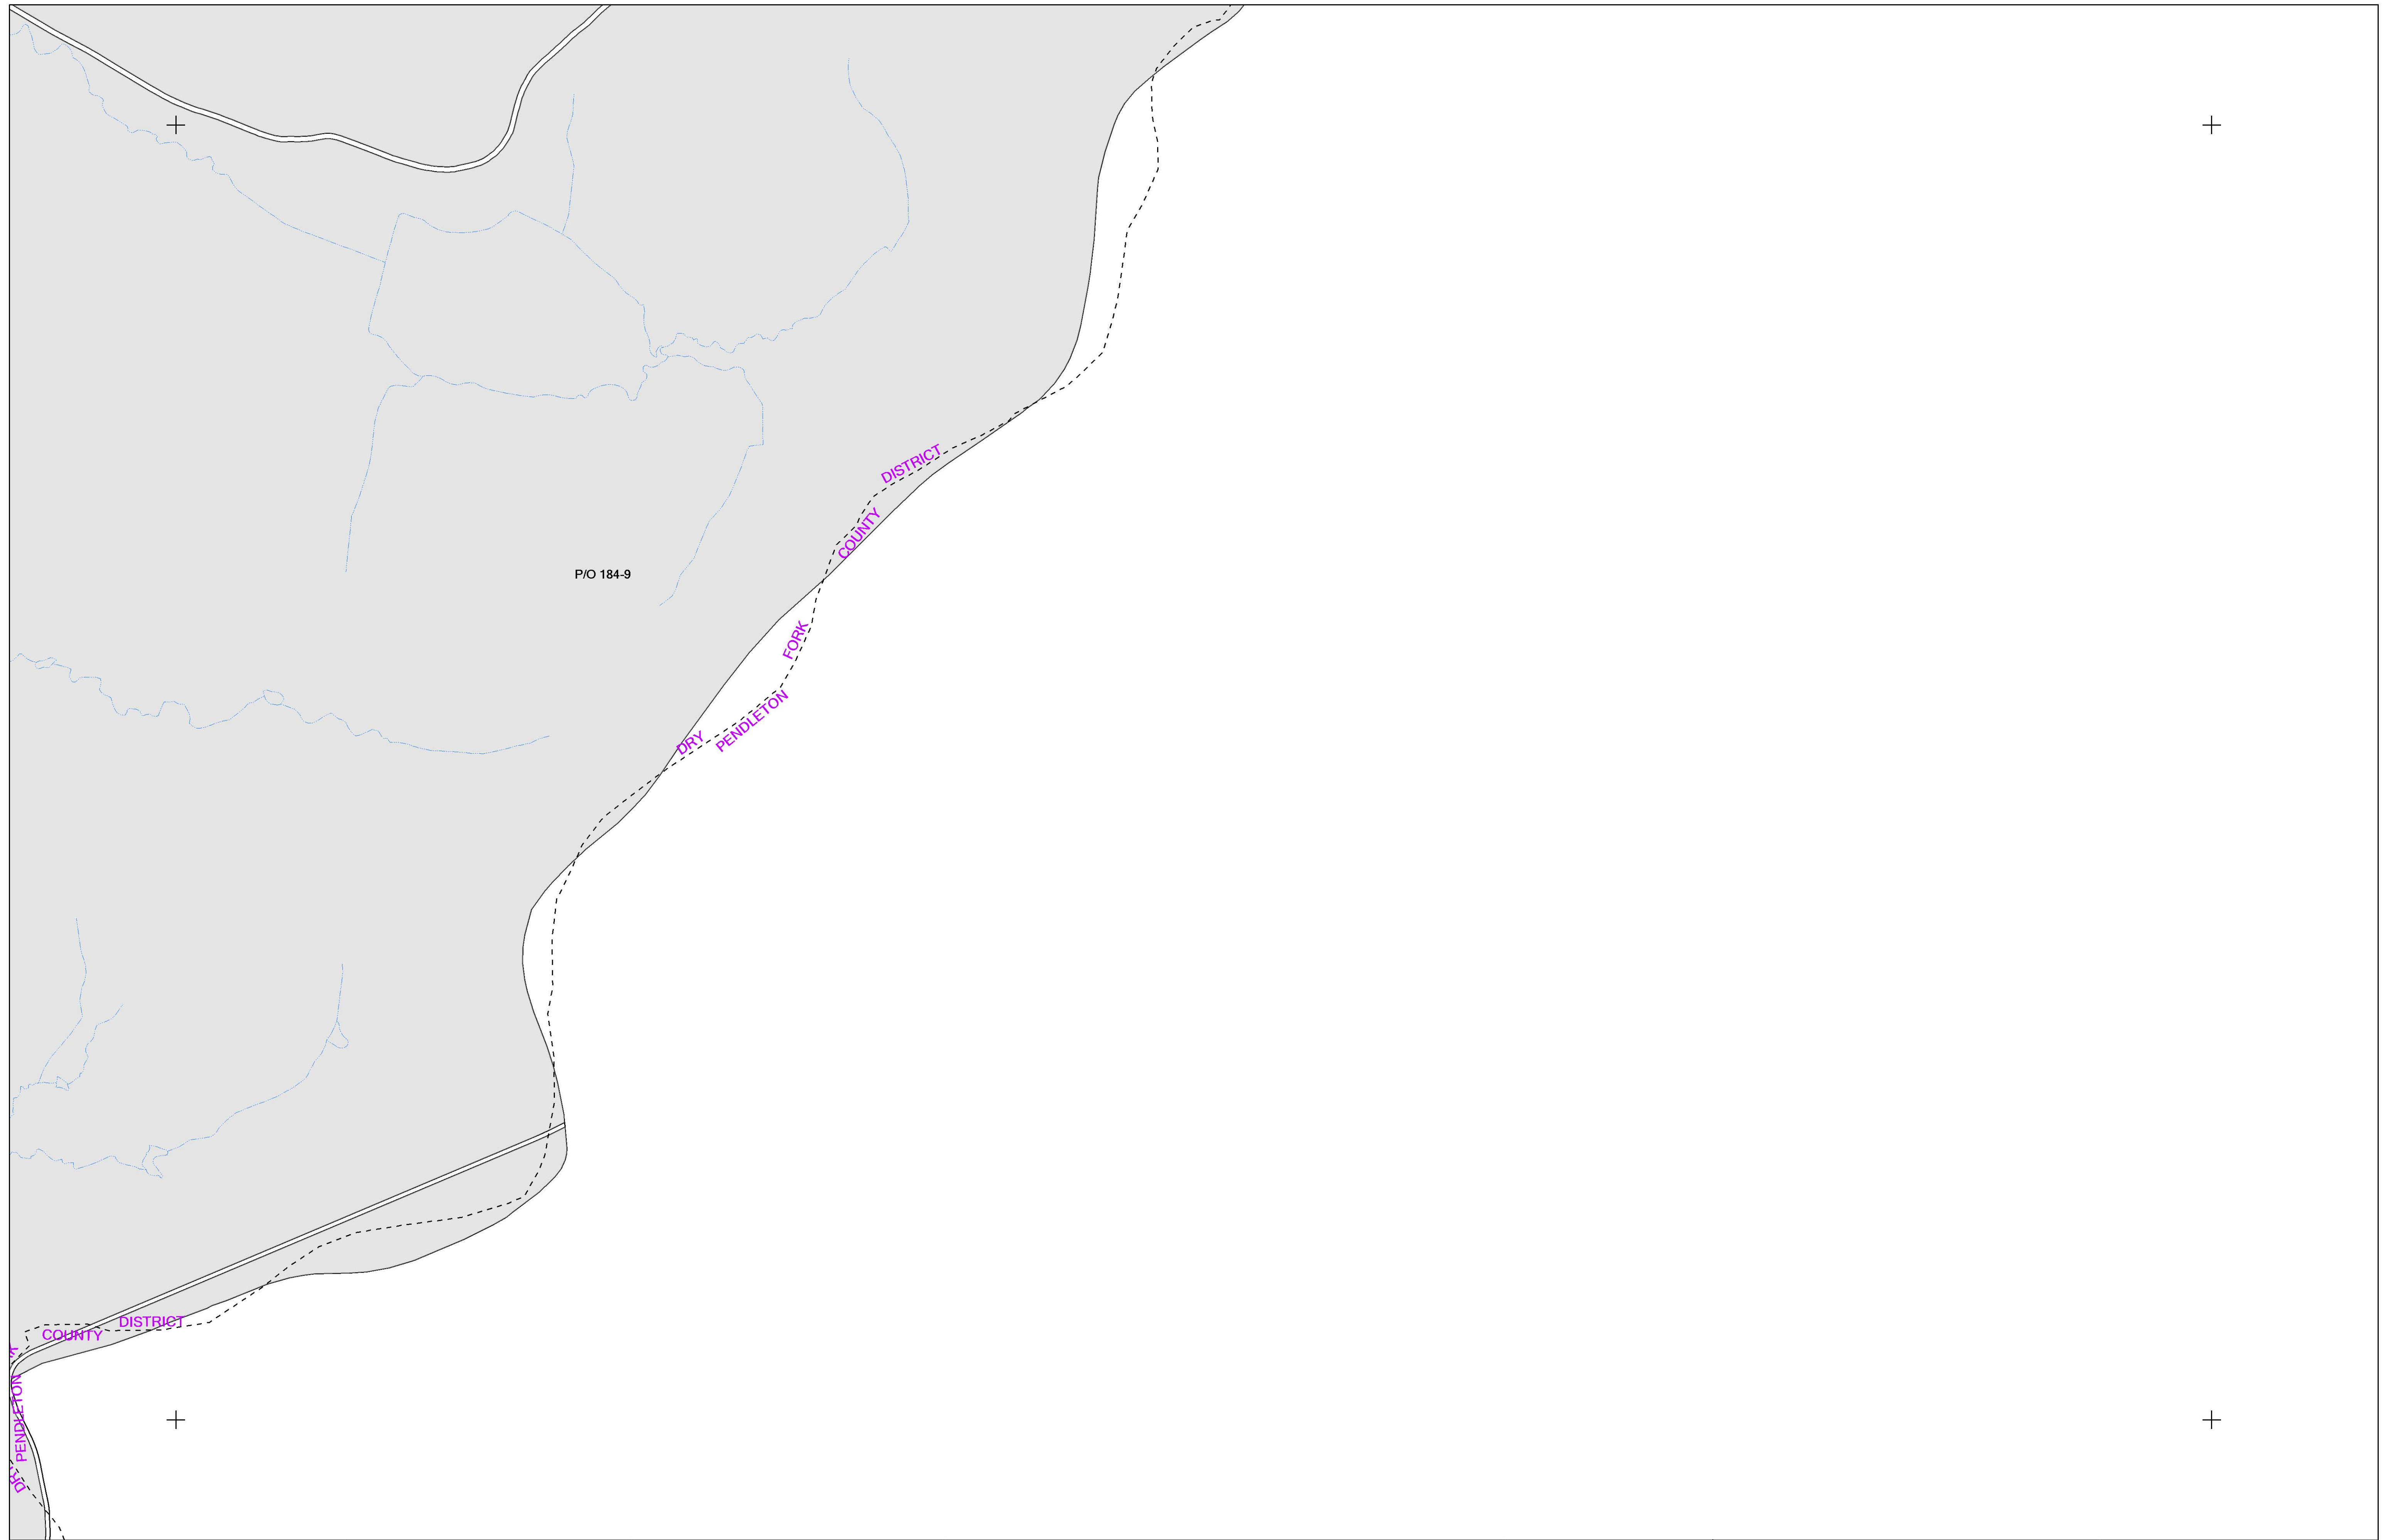 DISTRICT
COUNTY
P/O 184-9
FORK
PENDLETON
DRY
DISTRICT
COUNTY
PENDLETON